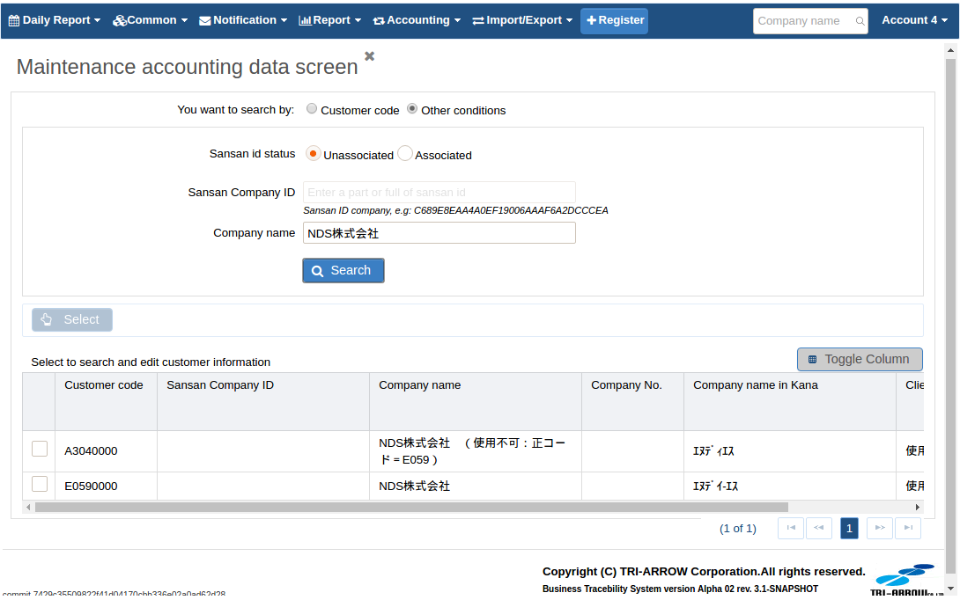 Daily Report Common Notification Report Accounting Import/Export Register Company name Account 4
Maintenance accounting data screen
You want to search by: Customer code Other conditions
Sansan id status Unassociated Associated
Sansan Company ID Enter a part or full of sansan id
Sansan ID company, e.g: C689E8EAA4A0EF19006AAAF6A2DCCCEA
Company name NDS株式会社
Search
Select
Select to search and edit customer information Toggle Column
Customer code Sansan Company ID Company name Company No. Company name in Kana Clie
A3040000 NDS株式会社 （使用不可：正コー
ド＝E059） ｴﾇﾃﾞｨｴｽ 使用
E0590000 NDS株式会社 ｴﾇﾃﾞｲ-ｴｽ 使用
(1 of 1) 1
Copyright (C) TRI-ARROW Corporation.All rights reserved.
Business Tracebility System version Alpha 02 rev. 3.1-SNAPSHOT
TRI-ARROW